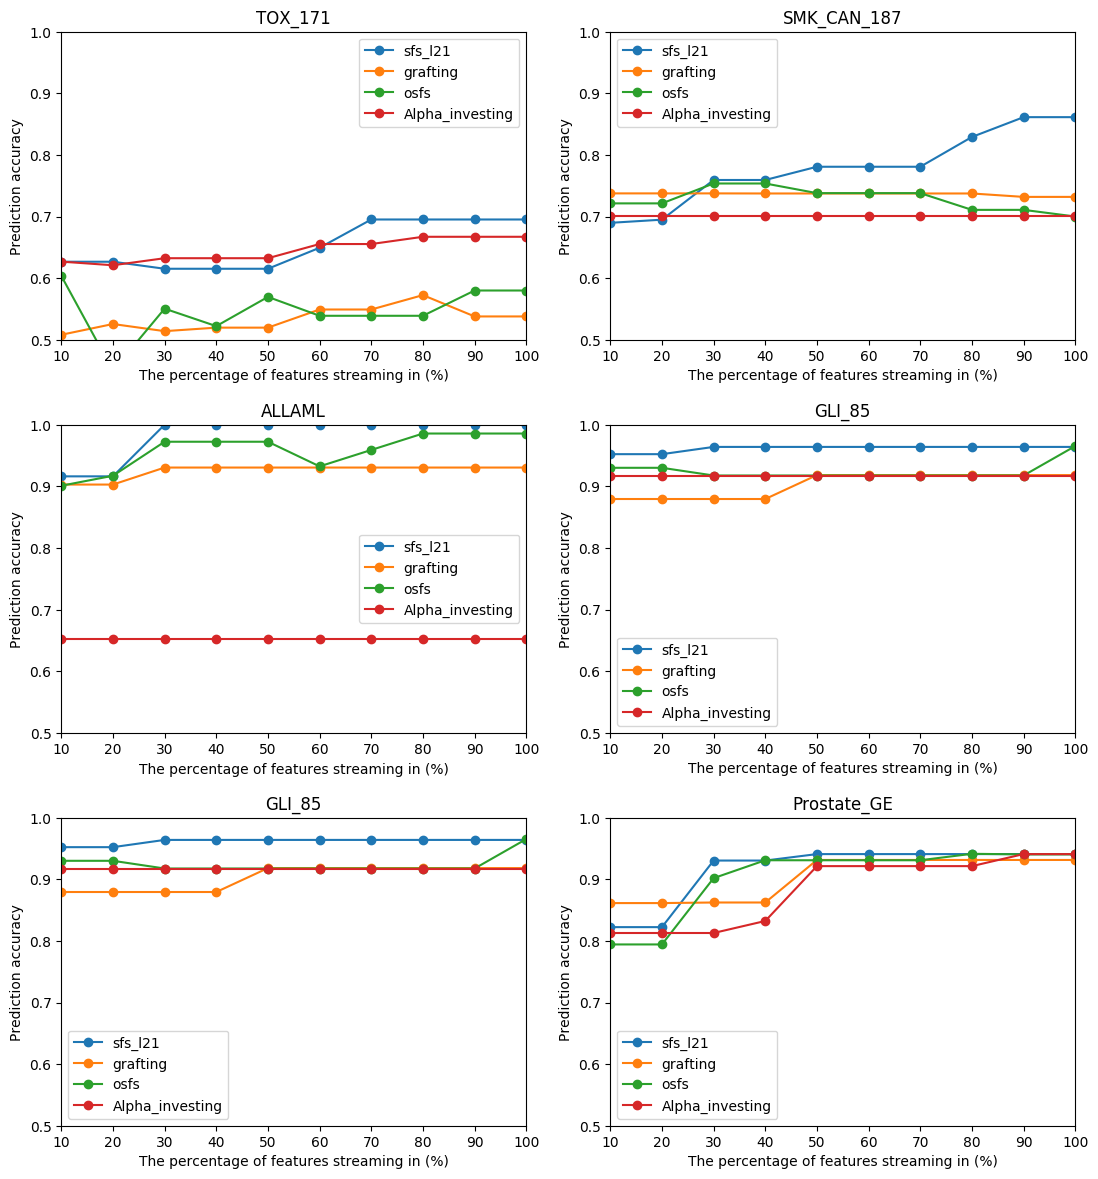 TOX_171
1.0
0.9
0.8
0.7
0.6
0.5
Prediction accuracy
sfs_l21
grafting
osfs
Alpha_investing
10 20 30 40 50 60 70 80 90 100
The percentage of features streaming in (%)
SMK_CAN_187
1.0
0.9
0.8
0.7
0.6
0.5
Prediction accuracy
sfs_l21
grafting
osfs
Alpha_investing
10 20 30 40 50 60 70 80 90 100
The percentage of features streaming in (%)
ALLAML
1.0
0.9
0.8
0.7
0.6
0.5
Prediction accuracy
sfs_l21
grafting
osfs
Alpha_investing
10 20 30 40 50 60 70 80 90 100
The percentage of features streaming in (%)
GLI_85
1.0
0.9
0.8
0.7
0.6
0.5
Prediction accuracy
sfs_l21
grafting
osfs
Alpha_investing
10 20 30 40 50 60 70 80 90 100
The percentage of features streaming in (%)
GLI_85
1.0
0.9
0.8
0.7
0.6
0.5
Prediction accuracy
sfs_l21
grafting
osfs
Alpha_investing
10 20 30 40 50 60 70 80 90 100
The percentage of features streaming in (%)
Prostate_GE
1.0
0.9
0.8
0.7
0.6
0.5
Prediction accuracy
sfs_l21
grafting
osfs
Alpha_investing
10 20 30 40 50 60 70 80 90 100
The percentage of features streaming in (%)